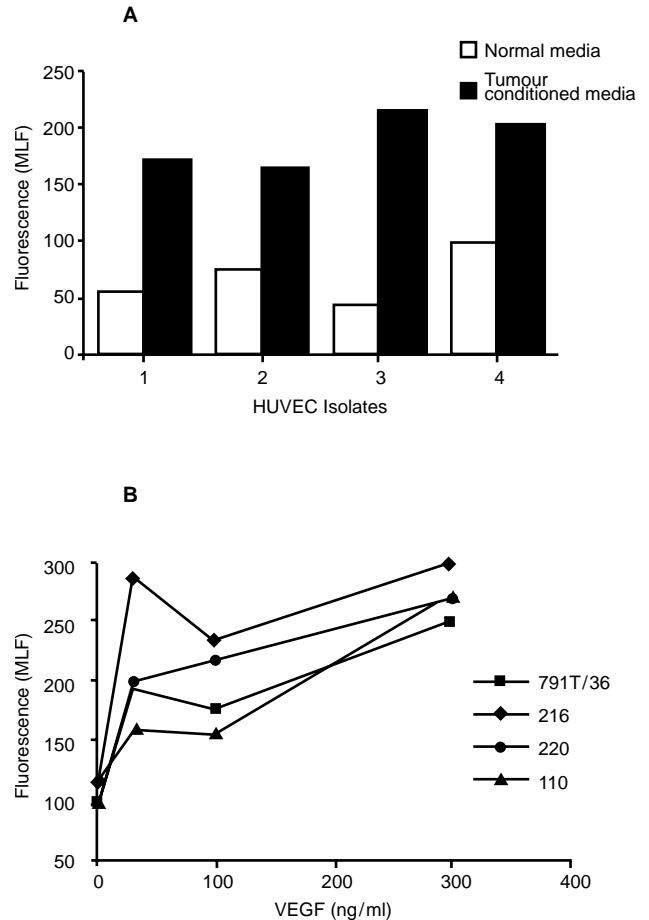 A
Normal media
Tumour
conditioned media
Fluorescence (MLF)
250
200
150
100
50
0
1 2 3 4
HUVEC Isolates
B
Fluorescence (MLF)
300
250
200
150
100
50
791T/36
216
220
110
0 100 200 300 400
VEGF (ng/ml)